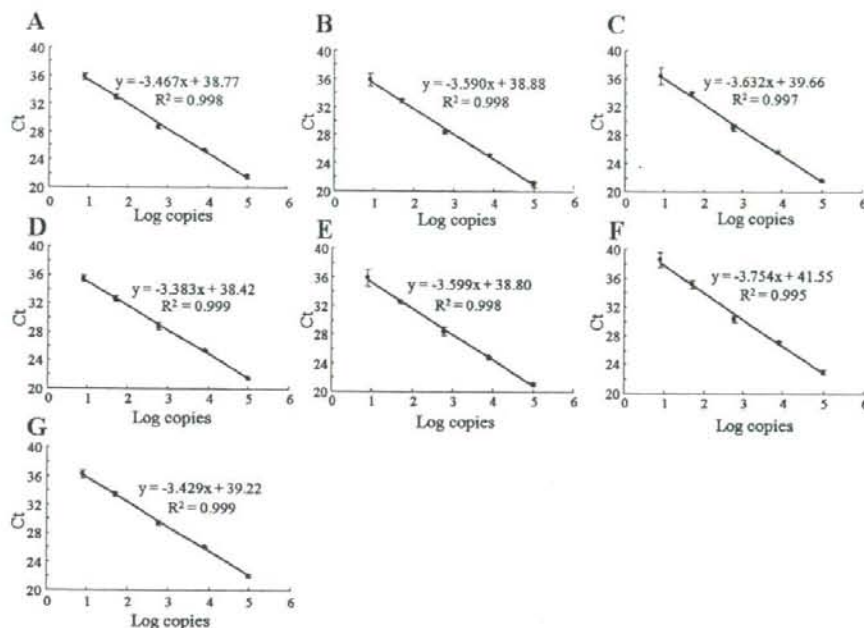 A
40
36
32
28
24
20
Ct
y = -3.467x + 38.77
R² = 0.998
0 1 2 3 4 5 6
Log copies
B
40
36
32
28
24
20
y = -3.590x + 38.88
R² = 0.998
0 1 2 3 4 5 6
Log copies
C
40
36
32
28
24
20
Ct
y = -3.632x + 39.66
R² = 0.997
0 1 2 3 4 5 6
Log copies
D
40
36
32
28
24
20
Ct
y = -3.383x + 38.42
R² = 0.999
0 1 2 3 4 5 6
Log copies
E
40
36
32
28
24
20
Ct
y = -3.599x + 38.80
R² = 0.998
0 1 2 3 4 5 6
Log copies
F
40
36
32
28
24
20
Ct
y = -3.754x + 41.55
R² = 0.995
0 1 2 3 4 5 6
Log copies
G
40
36
32
28
24
20
Ct
y = -3.429x + 39.22
R² = 0.999
0 1 2 3 4 5 6
Log copies